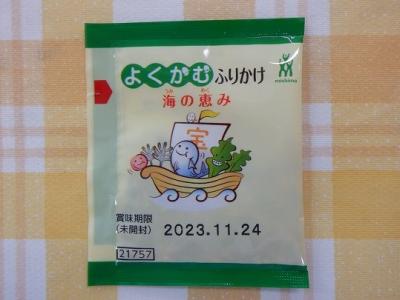 よくかむふりかけ
mishima
海の恵み
うみ めぐ
宝
賞味期限
(未開封) 2023.11.24
21757